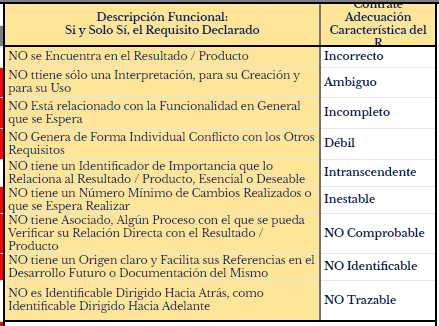 Descripción Funcional:
Si y Solo Sí, el Requisito Declarado
Contraте
Adecuación
Característica del
R
NO se Encuentra en el Resultado / Producto
Incorrecto
NO ttiene sólo una Interpretación, para su Creación y
para su Uso
Ambiguo
NO Está relacionado con la Funcionalidad en General
que se Espera
Incompleto
NO Genera de Forma Individual Conflicto con los Otros
Requisitos
Débil
NO tiene un Identificador de Importancia que lo
Relaciona al Resultado / Producto, Esencial o Deseable
Intranscendente
NO tiene un Número Mínimo de Cambios Realizados o
que se Espera Realizar
Inestable
NO tiene Asociado, Algún Proceso con el que se pueda
Verificar su Relación Directa con el Resultado /
Producto
NO Comprobable
NO tiene un Origen claro y Facilita sus Referencias en el
Desarrollo Futuro o Documentación del Mismo
NO Identificable
NO es Identificable Dirigido Hacia Atrás, como
Identificable Dirigido Hacia Adelante
NO Trazable